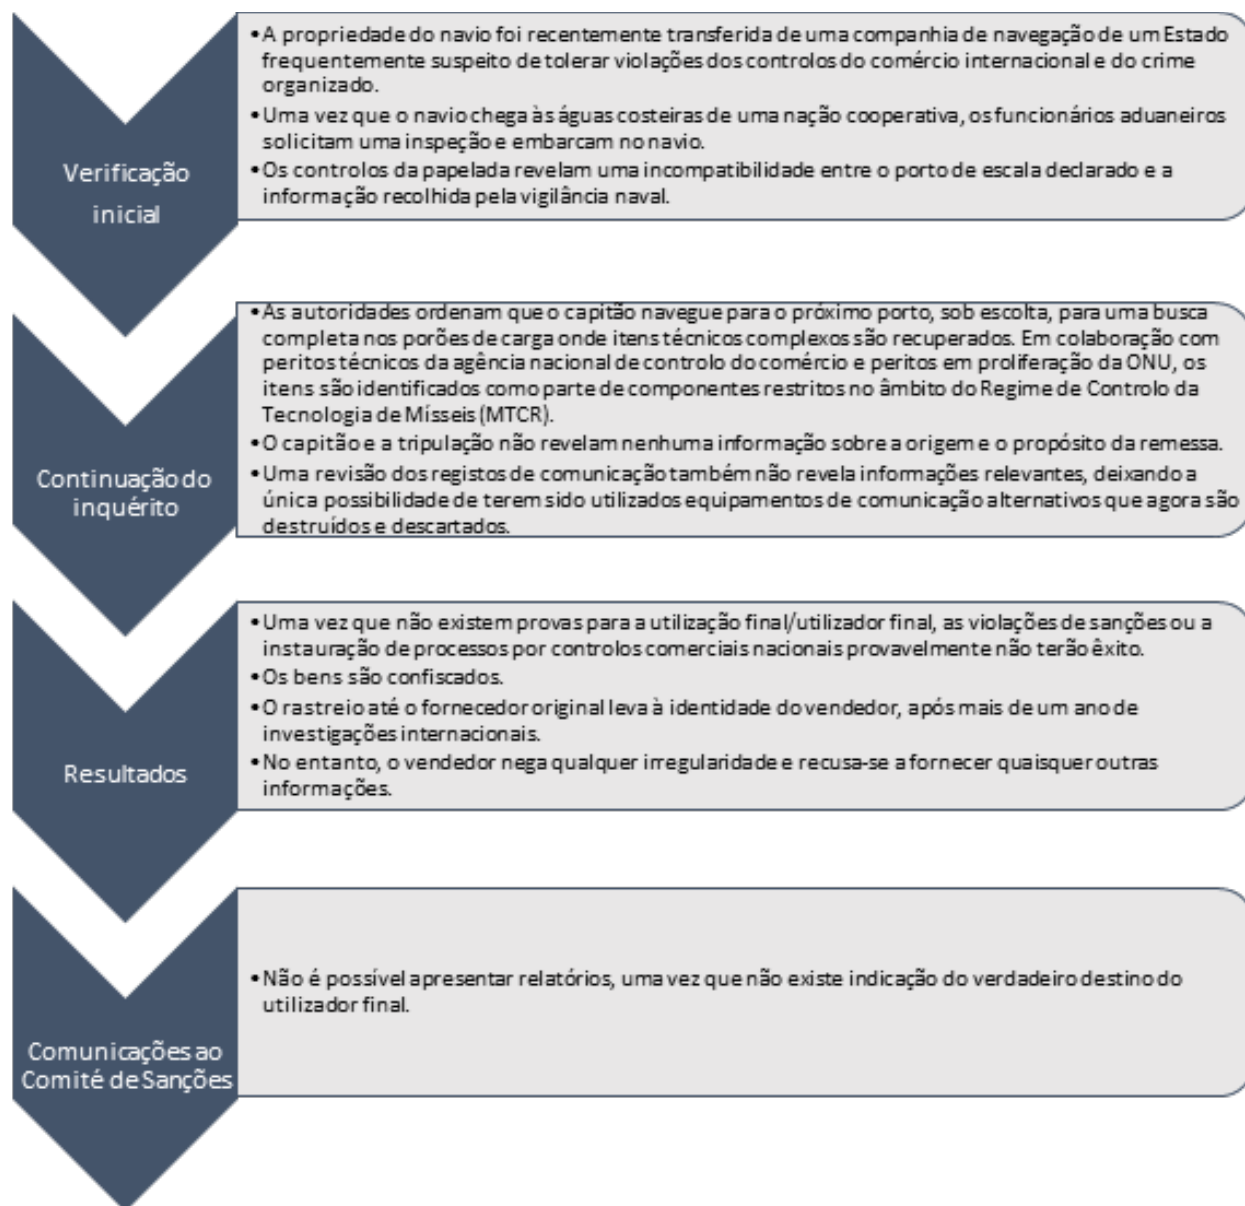 Verificação
inicial
•A propriedade do navio foi recentemente transferida de uma companhia de navegação de um Estado
frequentemente suspeito de tolerar violações dos controlos do comércio internacional e do crime
organizado.
•Uma vez que o navio chega às águas costeiras de uma nação cooperativa, os funcionários aduaneiros
solicitam uma inspeção e embarcam no navio.
•Os controlos da papelada revelam uma incompatibilidade entre o porto de escala declarado e a
informação recolhida pela vigilância naval.
Continuação do
inquérito
•As autoridades ordenam que o capitão navegue para o próximo porto, sob escolta, para uma busca
completa nos porões de carga onde itens técnicos complexos são recuperados. Em colaboração com
peritos técnicos da agência nacional de controlo do comércio e peritos em proliferação da ONU, os
itens são identificados como parte de componentes restritos no âmbito do Regime de Controlo da
Tecnologia de Mísseis (MTCR).
•O capitão e a tripulação não revelam nenhuma informação sobre a origem e o propósito da remessa.
•Uma revisão dos registos de comunicação também não revela informações relevantes, deixando a
única possibilidade de terem sido utilizados equipamentos de comunicação alternativos que agora são
destruídos e descartados.
Resultados
•Uma vez que não existem provas para a utilização final/utilizador final, as violações de sanções ou a
instauração de processos por controlos comerciais nacionais provavelmente não terão êxito.
•Os bens são confiscados.
•O rastreio até o fornecedor original leva à identidade do vendedor, após mais de um ano de
investigações internacionais.
•No entanto, o vendedor nega qualquer irregularidade e recusa-se a fornecer quaisquer outras
informações.
Comunicações ao
Comité de Sanções
•Não é possível apresentar relatórios, uma vez que não existe indicação do verdadeiro destino do
utilizador final.